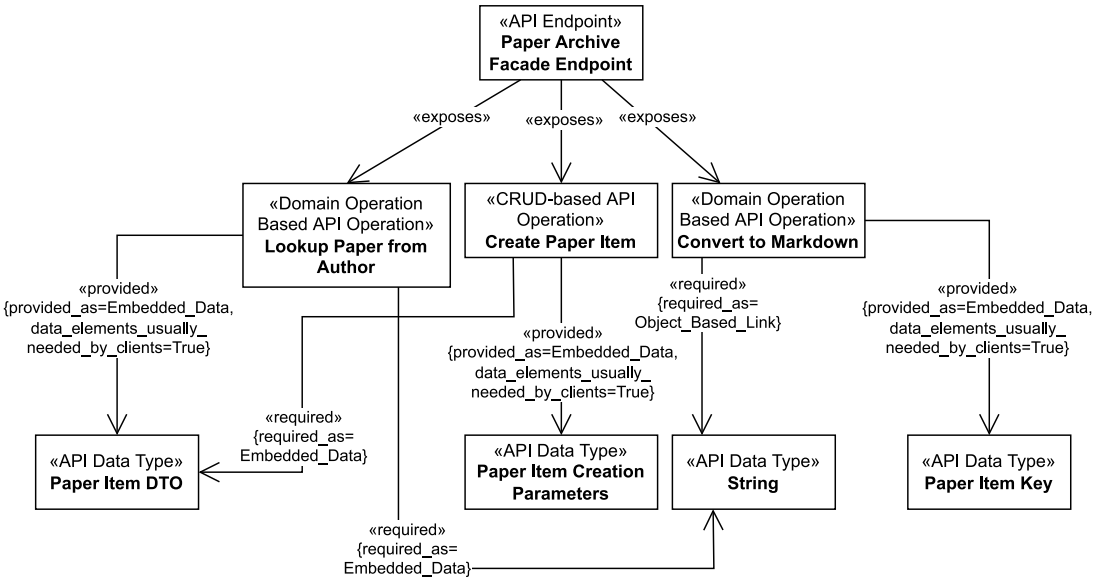 «API Endpoint»
Paper Archive
Facade Endpoint
«exposes»
«exposes»
«exposes»
«Domain Operation
Based API Operation»
Lookup Paper from
Author
«CRUD-based API
Operation»
Create Paper Item
«Domain Operation
Based API Operation»
Convert to Markdown
«provided»
{provided_as=Embedded_Data,
data_elements_usually_
needed_by_clients=True}
«required»
{required_as=
Object_Based_Link}
«provided»
{provided_as=Embedded_Data,
data_elements_usually_
needed_by_clients=True}
«provided»
{provided_as=Embedded_Data,
data_elements_usually_
needed_by_clients=True}
«required»
{required_as=
Embedded_Data}
«API Data Type»
Paper Item DTO
«API Data Type»
Paper Item Creation
Parameters
«API Data Type»
String
«API Data Type»
Paper Item Key
«required»
{required_as=
Embedded_Data}